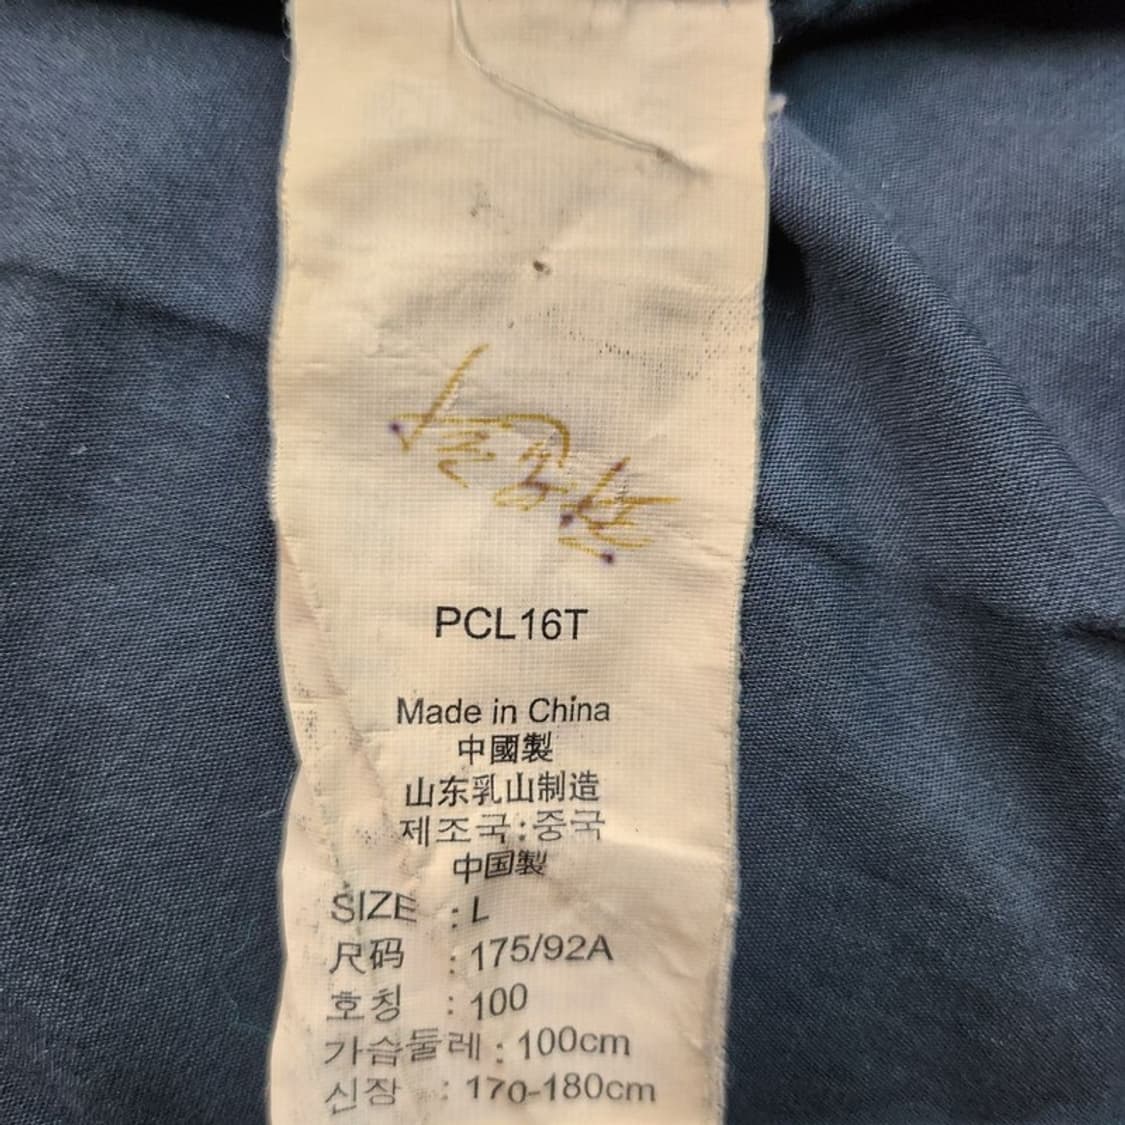 PCL16T
Made in China
中國製
山东乳山制造
제조국:중국
中国製
SIZE : L
尺码 : 175/92A
호칭 : 100
가슴둘레 : 100cm
신장 : 170-180cm